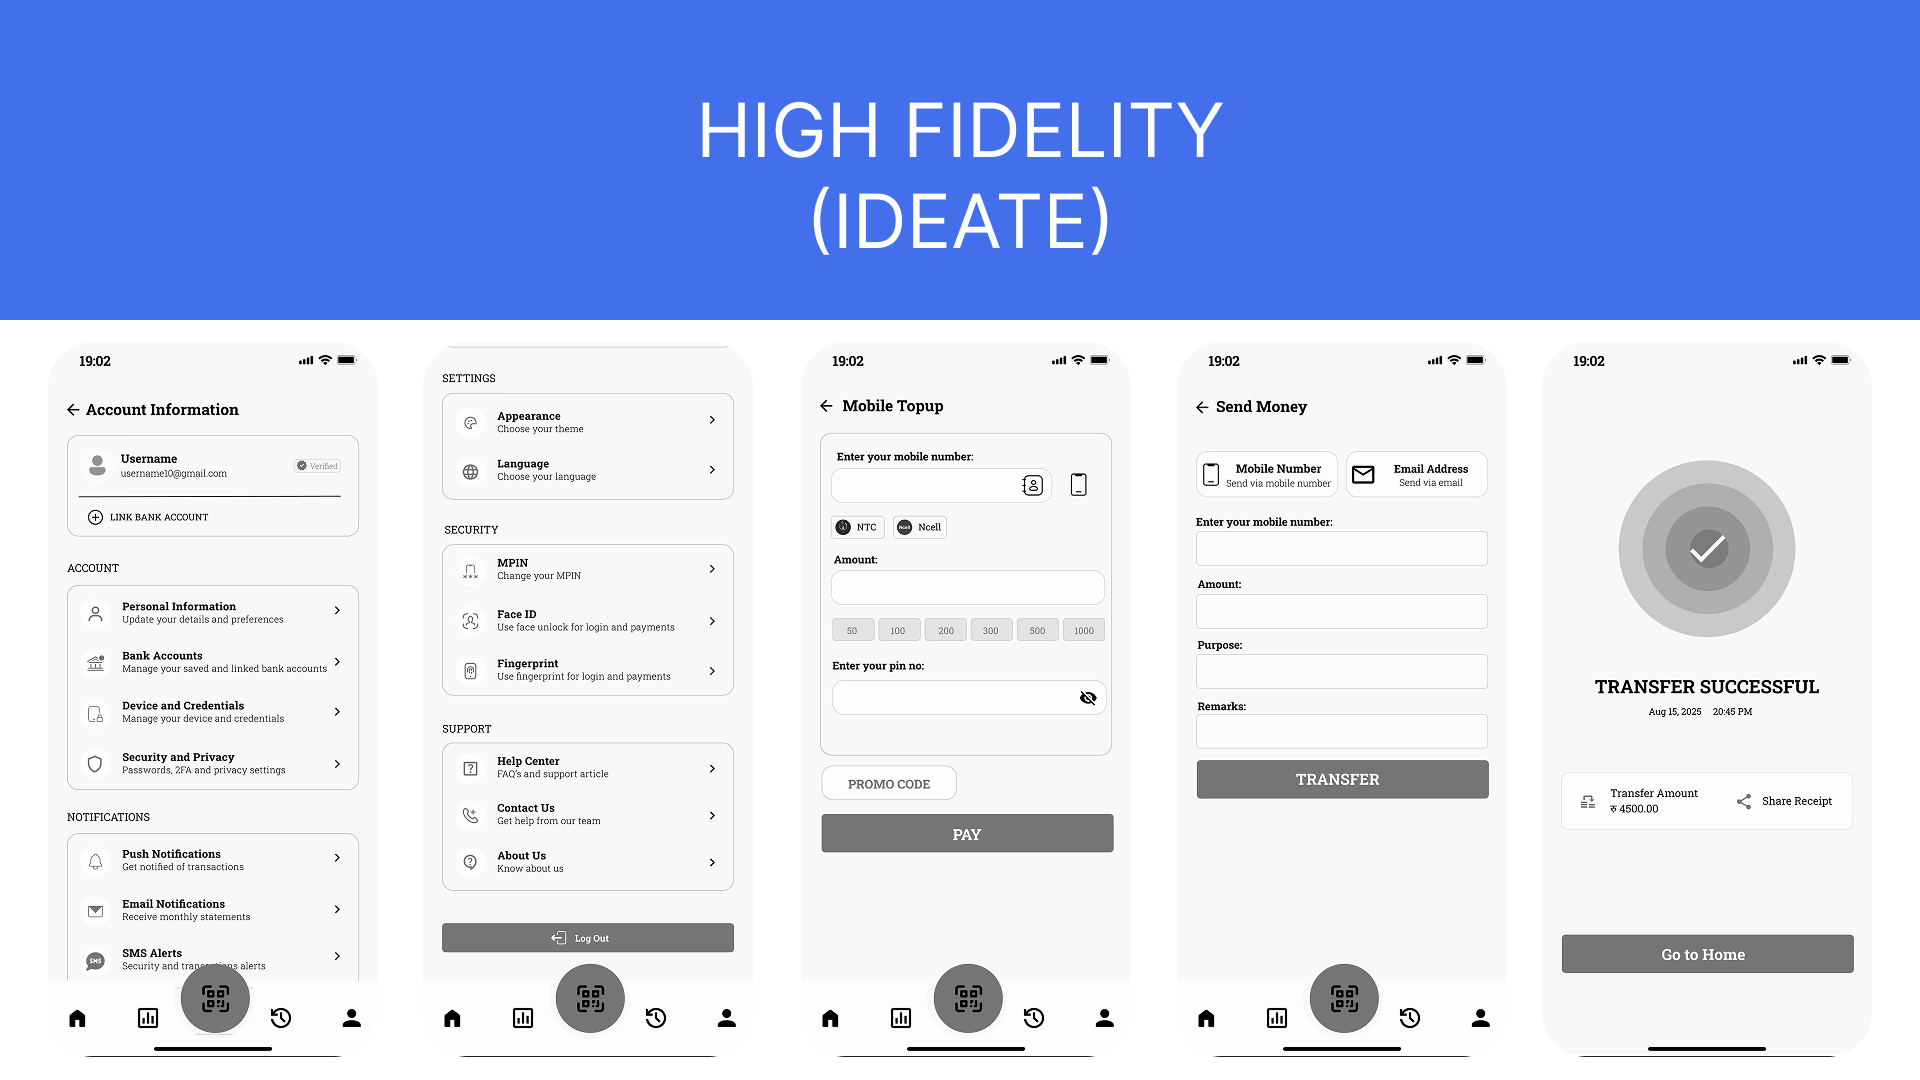 HIGH FIDELITY
(IDEATE)
19:02
Account Information
Username
username10@gmail.com
Verified
LINK BANK ACCOUNT
ACCOUNT
Personal Information
Update your details and preferences
Bank Accounts
Manage your saved and linked bank accounts
Device and Credentials
Manage your device and credentials
Security and Privacy
Passwords, 2FA and privacy settings
NOTIFICATIONS
Push Notifications
Get notified of transactions
Email Notifications
Receive monthly statements
SMS
SMS Alerts
Security and alerts
SETTINGS
Appearance
Choose your theme
Language
Choose your language
SECURITY
MPIN
Change your MPIN
Face ID
Use face unlock for login and payments
Fingerprint
Use fingerprint for login and payments
SUPPORT
Help Center
FAQ's and support article
Contact Us
Get help from our team
About Us
Know about us
Log Out
19:02
Mobile Topup
Enter your mobile number:
NTC
Ncell
Ncell
Amount:
50 100 200 300 500 1000
Enter your pin no:
PROMO CODE
PAY
19:02
Send Money
Mobile Number
Send via mobile number
Email Address
Send via email
Enter your mobile number:
Amount:
Purpose:
Remarks:
TRANSFER
19:02
TRANSFER SUCCESSFUL
Aug 15, 2025 20:45 PM
Transfer Amount
रु 4500.00
Share Receipt
Go to Home